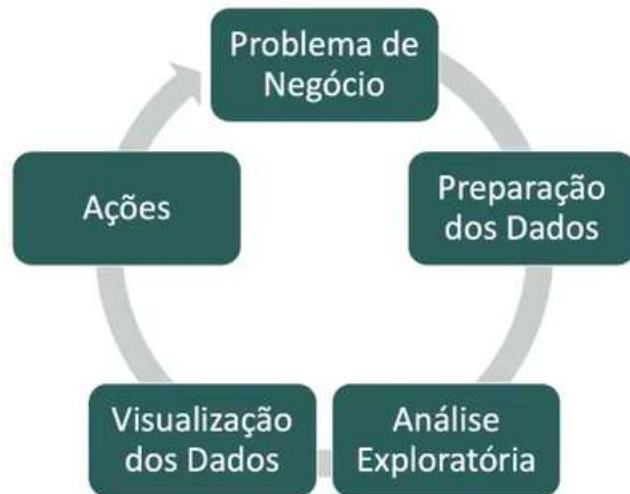 Problema de
Negócio
Preparação
dos Dados
Análise
Exploratória
Visualização
dos Dados
Ações